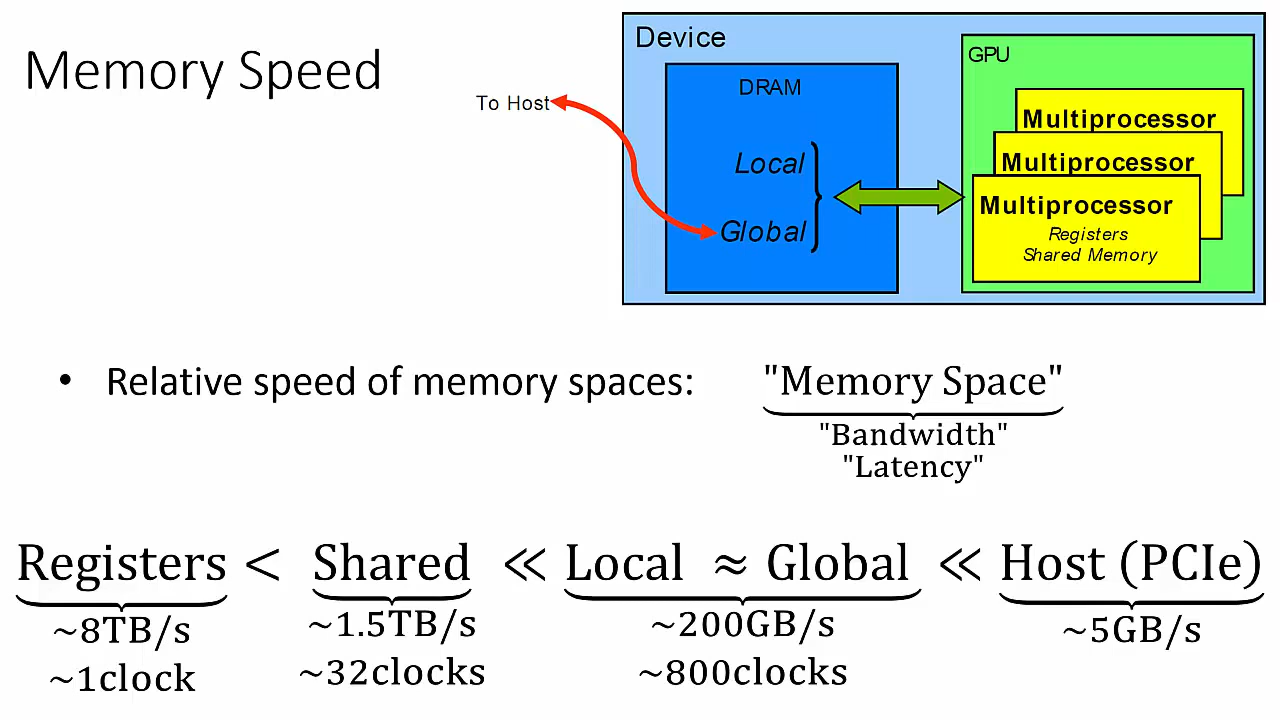 Memory Speed
Device
DRAM
GPU
To Host
Local
Global
Multiprocessor
Multiprocessor
Multiprocessor
Registers
Shared Memory
• Relative speed of memory spaces:
"Memory Space"
"Bandwidth"
"Latency"
Registers < Shared ≪ Local ≈ Global ≪ Host (PCIe)
~8TB/s ~1.5TB/s ~200GB/s ~5GB/s
~1clock ~32clocks ~800clocks